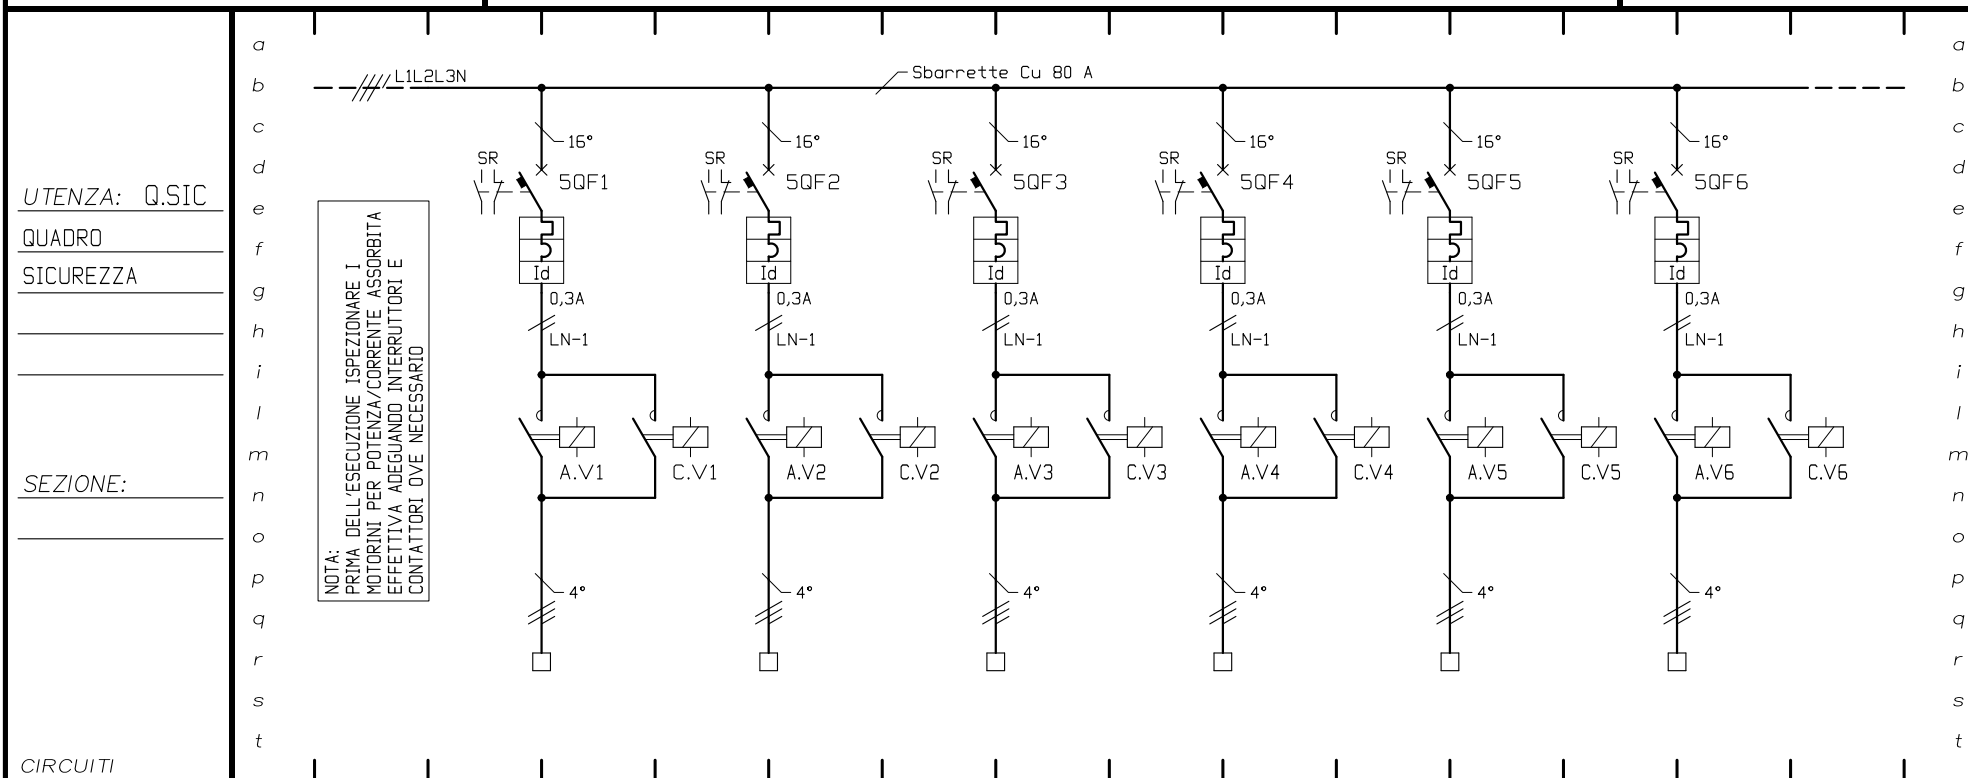 a a
b L1L2L3N Sbarrette Cu 80 A b
c 16° 16° 16° 16° 16° 16° c
SR SR SR SR SR SR
d 5QF1 5QF2 5QF3 5QF4 5QF5 5QF6 d
UTENZA: Q.SIC
e e
QUADRO
f f
Id Id Id Id Id Id
SICUREZZA
g 0,3A 0,3A 0,3A 0,3A 0,3A 0,3A g
h LN-1 LN-1 LN-1 LN-1 LN-1 LN-1 h
i i
l l
m m
A.V1 C.V1 A.V2 C.V2 A.V3 C.V3 A.V4 C.V4 A.V5 C.V5 A.V6 C.V6
SEZIONE:
n n
o o
NOTA:
PRIMA DELL'ESECUZIONE ISPEZIONARE I
MOTORINI PER POTENZA/CORRENTE ASSORBITA
EFFETTIVA ADEGUANDO INTERRUTTORI E
CONTATTORI OVE NECESSARIO
p p
4° 4° 4° 4° 4° 4°
q q
r r
s s
t t
CIRCUITI